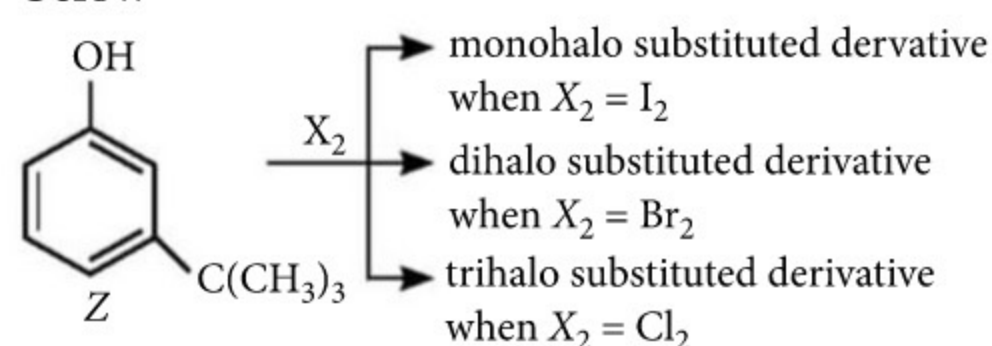 OH
X₂
monohalo substituted dervative
when X₂ = I₂
dihalo substituted derivative
when X₂ = Br₂
C(CH₃)₃
trihalo substituted derivative
Z
when X₂ = Cl₂